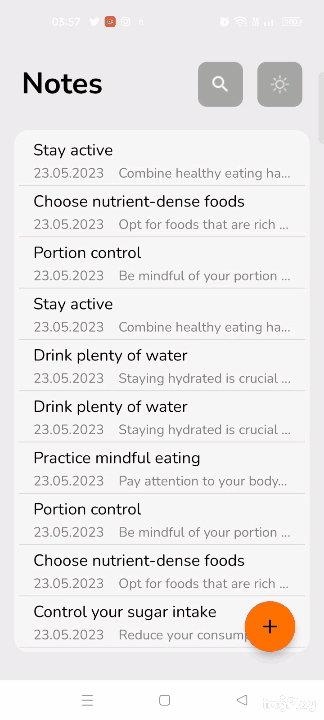 03:57
Notes
Stay active
23.05.2023 Combine healthy eating ha...
Choose nutrient-dense foods
23.05.2023 Opt for foods that are rich ...
Portion control
23.05.2023 Be mindful of your portion ...
Stay active
23.05.2023 Combine healthy eating ha...
Drink plenty of water
23.05.2023 Staying hydrated is crucial ...
Drink plenty of water
23.05.2023 Staying hydrated is crucial ...
Practice mindful eating
23.05.2023 Pay attention to your body...
Portion control
23.05.2023 Be mindful of your portion ...
Choose nutrient-dense foods
23.05.2023 Opt for foods that are rich ...
Control your sugar intake
23.05.2023 Reduce your